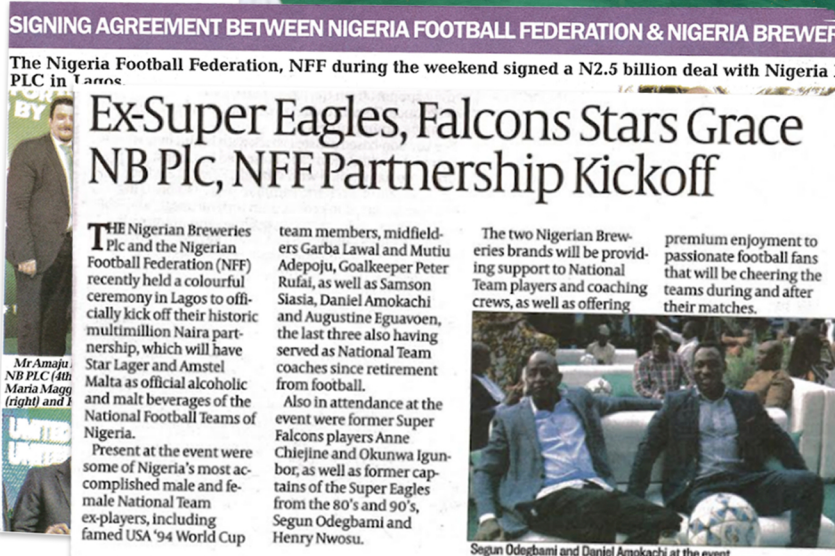 SIGNING AGREEMENT BETWEEN NIGERIA FOOTBALL FEDERATION & NIGERIA BREWER
The Nigeria Football Federation, NFF during the weekend signed a N2.5 billion deal with Nigeria
PLC in Lagos.
Ex-Super Eagles, Falcons Stars Grace
NB Plc, NFF Partnership Kickoff
THE Nigerian Breweries
Plc and the Nigerian
Football Federation (NFF)
recently held a colourful
ceremony in Lagos to offi-
cially kick off their historic
multimillion Naira part-
nership, which will have
Star Lager and Amstel
Malta as official alcoholic
and malt beverages of the
National Football Teams of
Nigeria.
Present at the event were
some of Nigeria's most ac-
complished male and fe-
male National Team
ex-players, including
famed USA '94 World Cup
team members, midfield-
ers Garba Lawal and Mutiu
Adepoju, Goalkeeper Peter
Rufai, as well as Samson
Siasia, Daniel Amokachi
and Augustine Eguavoen,
the last three also having
served as National Team
coaches since retirement
from football.
Also in attendance at the
event were former Super
Falcons players Anne
Chiejine and Okunwa Igun-
bor, as well as former cap-
tains of the Super Eagles
from the 80's and 90's,
Segun Odegbami and
Henry Nwosu.
The two Nigerian Brew-
eries brands will be provid-
ing support to National
Team players and coaching
crews, as well as offering
premium enjoyment to
passionate football fans
that will be cheering the
teams during and after
their matches.
Segun Odegbami and Daniel Amokachi at the event
Mr Amaju
NB PLC (4th
Maria Magg
(right) and
UNITED
UNITED